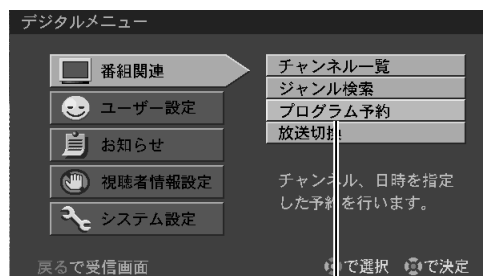 デジタルメニュー
番組関連
ユーザー設定
お知らせ
視聴者情報設定
システム設定
チャンネル一覧
ジャンル検索
プログラム予約
放送切換
チャンネル、日時を指定
した予約を行います。
戻るで受信画面
で選択 で決定